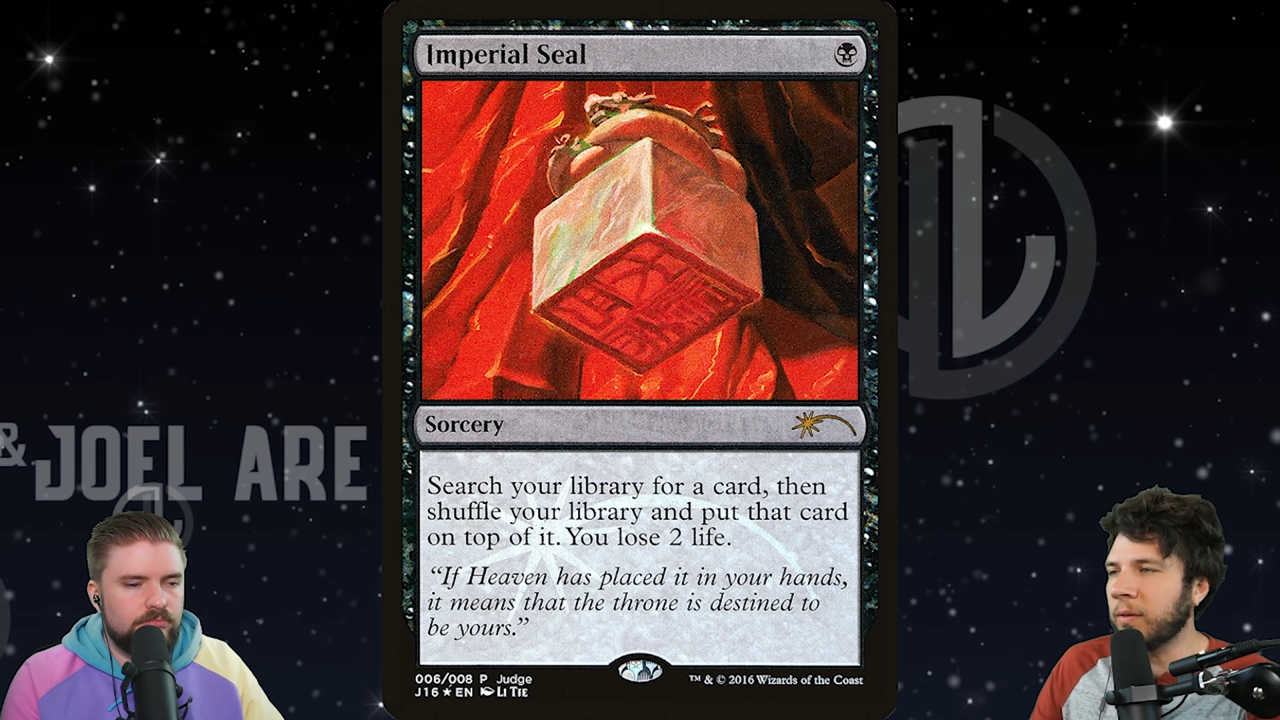 Imperial Seal
& JOEL ARE
Sorcery
Search your library for a card, then
shuffle your library and put that card
on top of it. You lose 2 life.
“If Heaven has placed it in your hands,
it means that the throne is destined to
be yours.”
006/008 P Judge
J16 ★ EN LI TIE
™ & © 2016 Wizards of the Coast